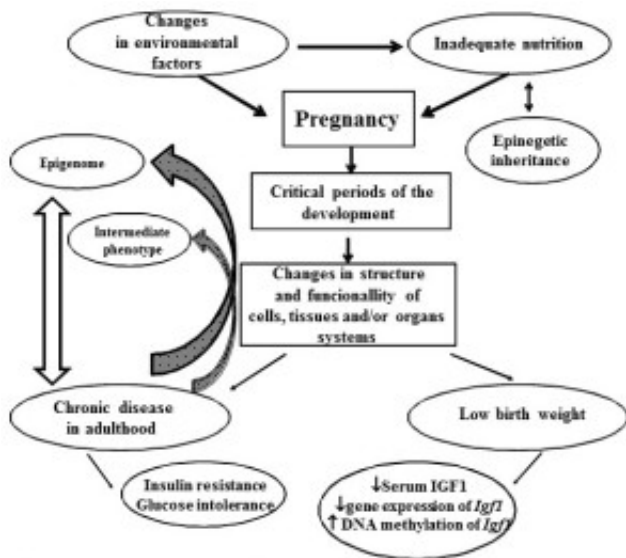 Changes
in environmental
factors
Inadequate nutrition
Pregnancy
Epinegetic
inheritance
Epigenome
Critical periods of the
development
Intermediate
phenotype
Changes in structure
and funcionallity of
cells, tissues and/or organs
systems
Chronic disease
in adulthood
Low birth weight
Insulin resistance
Glucose intolerance
↓Serum IGF1
↓gene expression of Igf1
↑ DNA methylation of Igf1